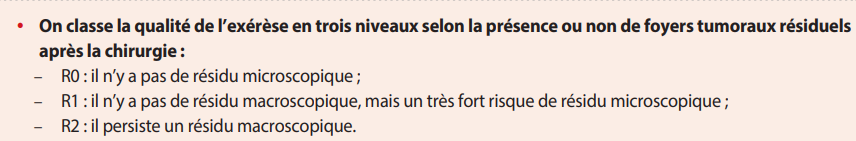 • On classe la qualité de l’exérèse en trois niveaux selon la présence ou non de foyers tumoraux résiduels
après la chirurgie :
– R0 : il n’y a pas de résidu microscopique ;
– R1 : il n’y a pas de résidu macroscopique, mais un très fort risque de résidu microscopique ;
– R2 : il persiste un résidu macroscopique.